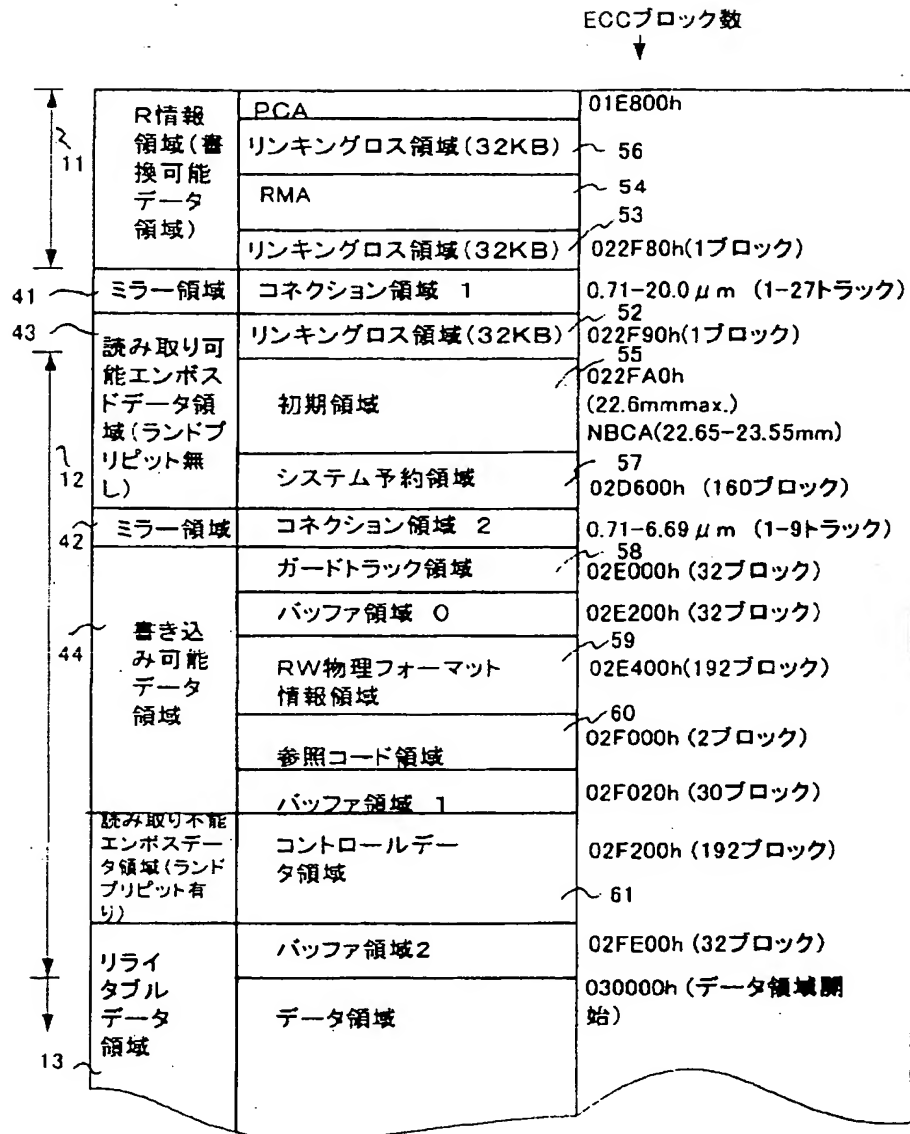 ECCブロック数
R情報
領域(書
換可能
データ
領域)
PCA
01E800h
リンキングロス領域(32KB)
56
RMA
54
53
リンキングロス領域(32KB)
022F80h(1ブロック)
11
41
ミラー領域
コネクション領域 1
0.71-20.0μm (1-27トラック)
52
43
読み取り可
能エンボス
ドデータ領
域(ランドプ
リピット無
し)
リンキングロス領域(32KB)
022F90h(1ブロック)
55
初期領域
022FA0h
(22.6mmmax.)
NBCA(22.65-23.55mm)
57
システム予約領域
02D600h (160ブロック)
12
42
ミラー領域
コネクション領域 2
0.71-6.69μm (1-9トラック)
58
44
書き込
み可能
データ
領域
ガードトラック領域
02E000h (32ブロック)
バッファ領域 0
02E200h (32ブロック)
59
RW物理フォーマット
情報領域
02E400h(192ブロック)
60
参照コード領域
02F000h (2ブロック)
バッファ領域 1
02F020h (30ブロック)
読み取り不能
エンボスデー
タ領域(ランド
プリピット有
り)
コントロールデー
タ領域
02F200h (192ブロック)
61
リライ
タブル
データ
領域
バッファ領域2
02FE00h (32ブロック)
データ領域
030000h (データ領域開
始)
13